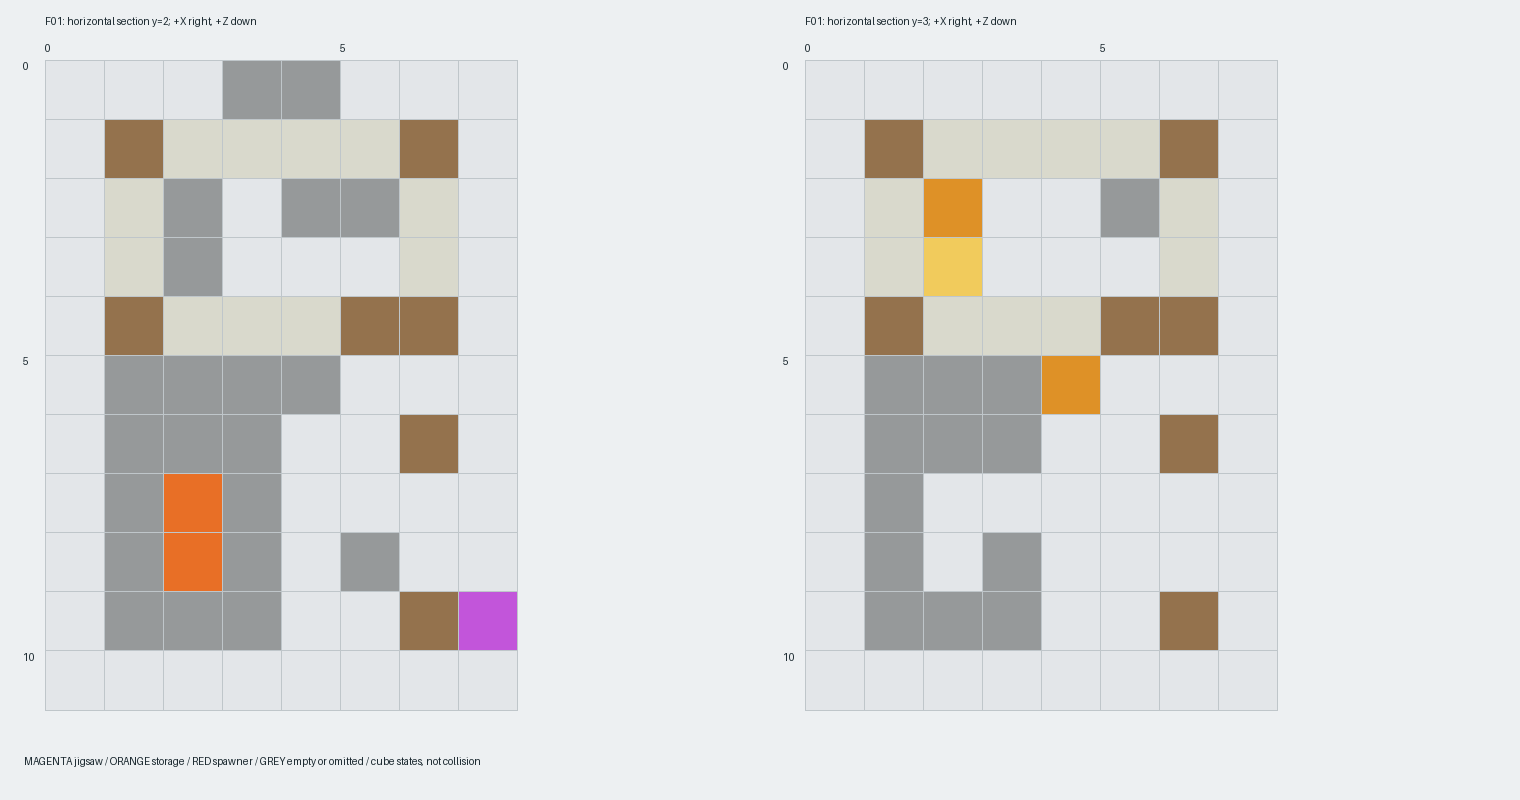 F01: horizontal section y=2; +X right, +Z down
F01: horizontal section y=3; +X right, +Z down
0 5
0 5
0
0
5
5
10
10
MAGENTA jigsaw / ORANGE storage / RED spawner / GREY empty or omitted / cube states, not collision